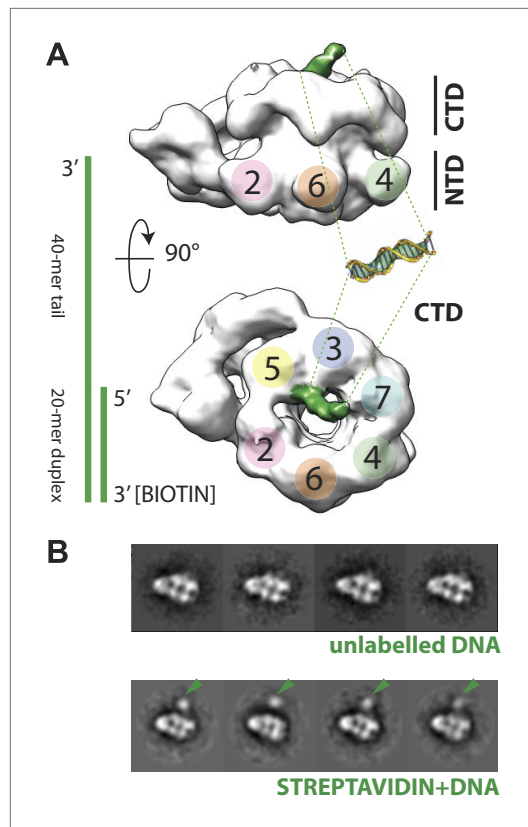 A
CTD
NTD
2
6
4
3′
40-mer tail
90°
CTD
3
5
7
2
4
6
20-mer duplex
5′
3′ [BIOTIN]
B
unlabelled DNA
STREPTAVIDIN+DNA